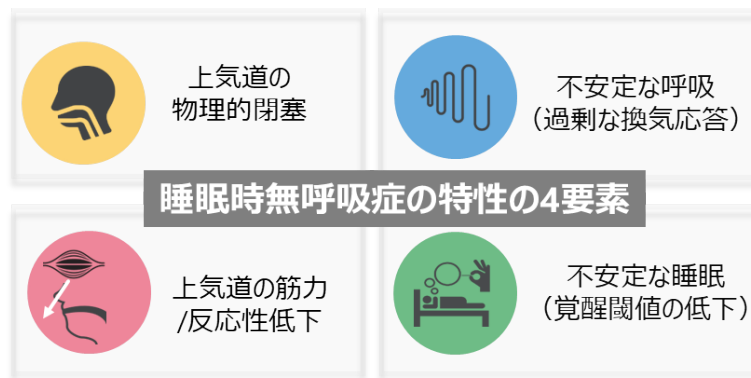 上気道の
物理的閉塞
不安定な呼吸
（過剰な換気応答）
睡眠時無呼吸症の特性の4要素
上気道の筋力
/反応性低下
不安定な睡眠
（覚醒閾値の低下）